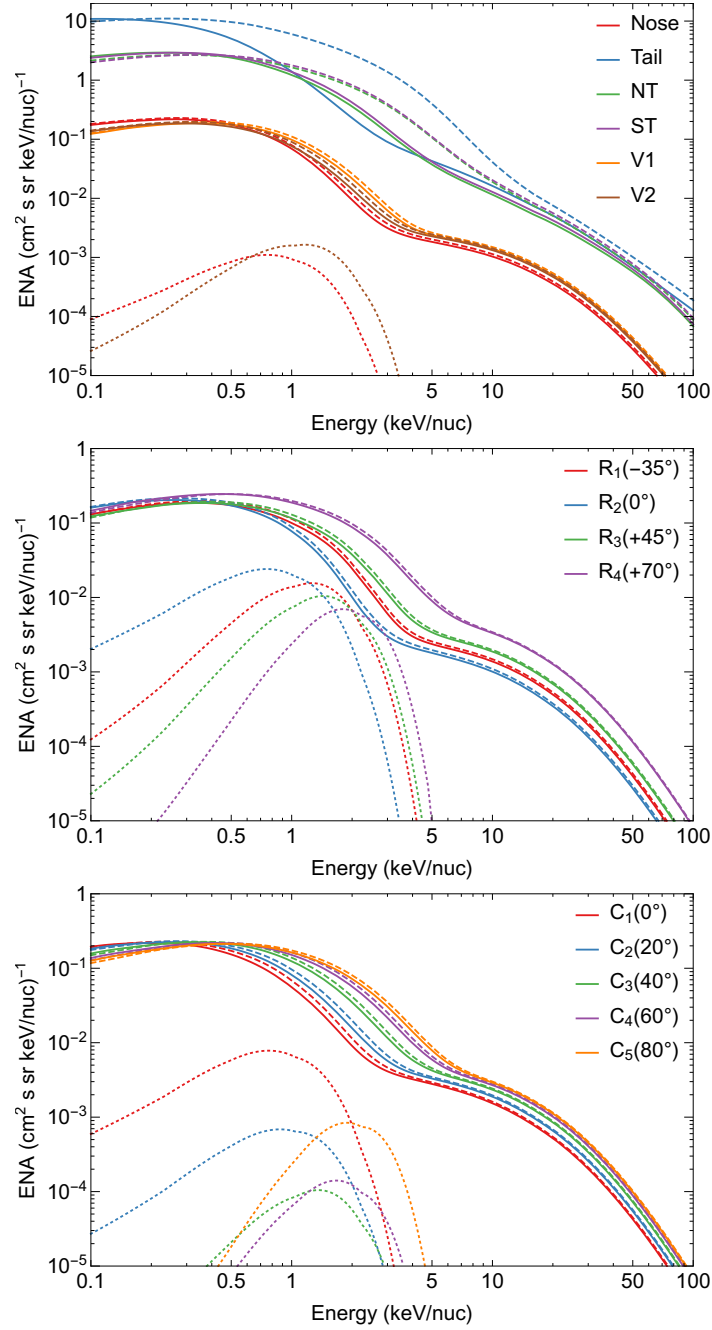 10
1
10⁻¹
10⁻²
10⁻³
10⁻⁴
10⁻⁵
ENA (cm² s sr keV/nuc)⁻¹
Nose
Tail
NT
ST
V1
V2
0.1 0.5 1 5 10 50 100
Energy (keV/nuc)
1
10⁻¹
10⁻²
10⁻³
10⁻⁴
10⁻⁵
ENA (cm² s sr keV/nuc)⁻¹
R₁(−35°)
R₂(0°)
R₃(+45°)
R₄(+70°)
0.1 0.5 1 5 10 50 100
Energy (keV/nuc)
1
10⁻¹
10⁻²
10⁻³
10⁻⁴
10⁻⁵
ENA (cm² s sr keV/nuc)⁻¹
C₁(0°)
C₂(20°)
C₃(40°)
C₄(60°)
C₅(80°)
0.1 0.5 1 5 10 50 100
Energy (keV/nuc)